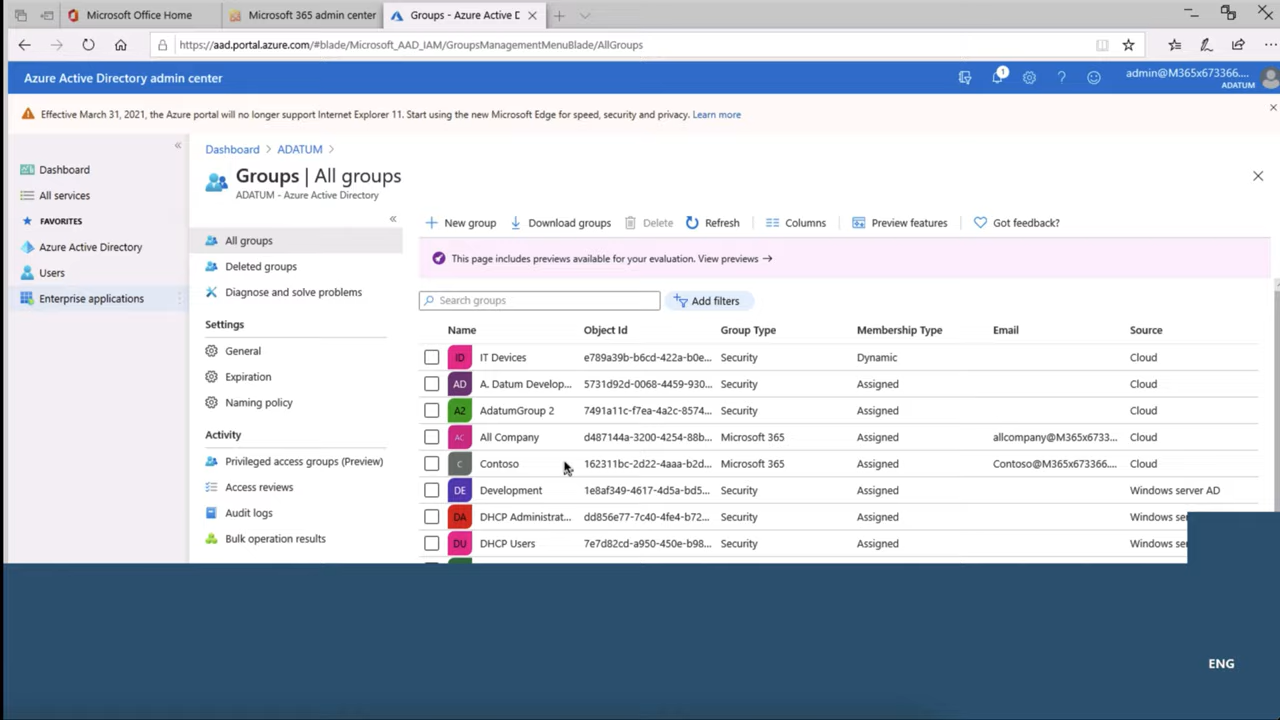 Microsoft Office Home
Microsoft 365 admin center
Groups - Azure Active D
https://aad.portal.azure.com/#blade/Microsoft_AAD_IAM/GroupsManagementMenuBlade/AllGroups
Azure Active Directory admin center
1
admin@M365x673366....
ADATUM
Effective March 31, 2021, the Azure portal will no longer support Internet Explorer 11. Start using the new Microsoft Edge for speed, security and privacy. Learn more
Dashboard
All services
FAVORITES
Azure Active Directory
Users
Enterprise applications
Dashboard > ADATUM >
Groups | All groups
ADATUM - Azure Active Directory
All groups
Deleted groups
Diagnose and solve problems
Settings
General
Expiration
Naming policy
Activity
Privileged access groups (Preview)
Access reviews
Audit logs
Bulk operation results
New group Download groups Delete Refresh Columns Preview features Got feedback?
This page includes previews available for your evaluation. View previews →
Search groups
Add filters
Name Object Id Group Type Membership Type Email Source
ID IT Devices e789a39b-b6cd-422a-b0e... Security Dynamic Cloud
AD A. Datum Develop... 5731d92d-0068-4459-930... Security Assigned Cloud
A2 AdatumGroup 2 7491a11c-f7ea-4a2c-8574... Security Assigned Cloud
AC All Company d487144a-3200-4254-88b... Microsoft 365 Assigned allcompany@M365x6733... Cloud
C Contoso 162311bc-2d22-4aaa-b2d... Microsoft 365 Assigned Contoso@M365x673366.... Cloud
DE Development 1e8af349-4617-4d5a-bd5... Security Assigned Windows server AD
DA DHCP Administrat... dd856e77-7c40-4fe4-b72... Security Assigned Windows se
DU DHCP Users 7e7d82cd-a950-450e-b98... Security Assigned Windows se
ENG